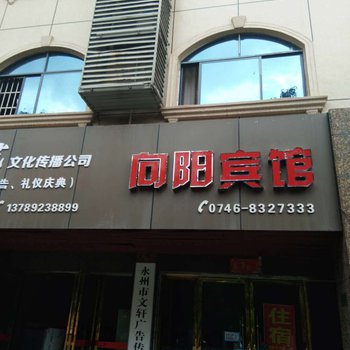 文化传播公司
告、礼仪庆典）
13789238899
向阳宾馆
0746-8327333
永州市文轩广告传
住宿